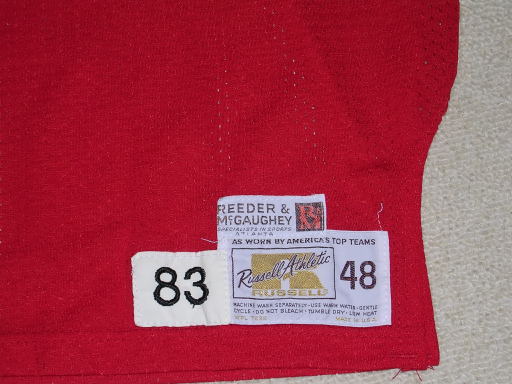 REEDER &
McGAUGHEY
SPECIALISTS IN SPORTS
ATLANTA
AS WORN BY AMERICA'S TOP TEAMS
83
Russell Athletic
RUSSELL
48
MACHINE WASH SEPARATELY · USE WARM WATER · GENTLE
CYCLE · DO NOT BLEACH · TUMBLE DRY · LOW HEAT
MADE IN U.S.A.